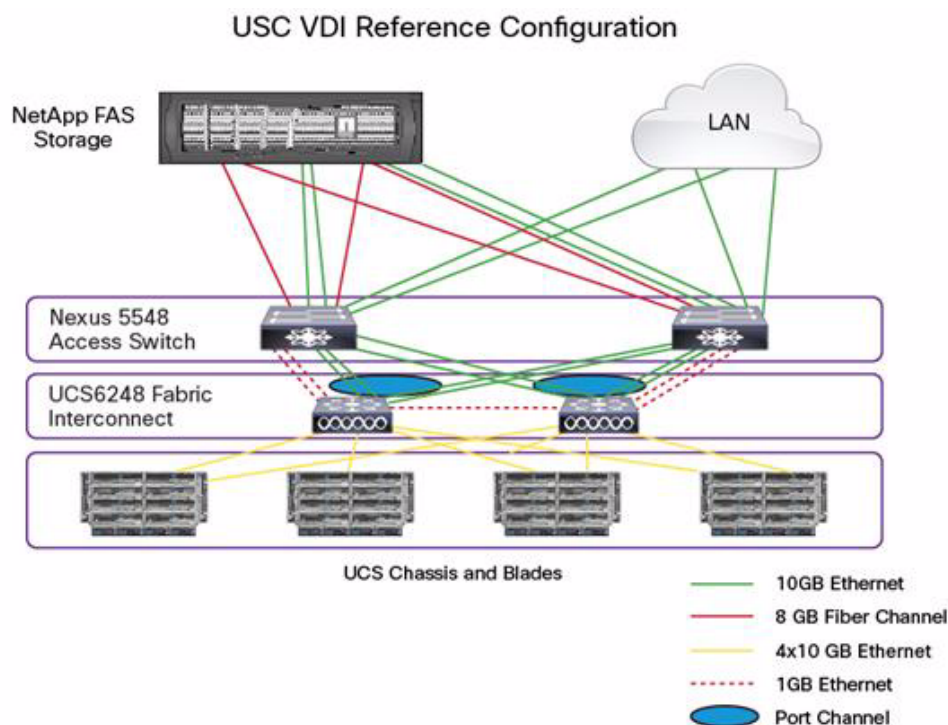 USC VDI Reference Configuration
NetApp FAS
Storage
LAN
Nexus 5548
Access Switch
UCS6248 Fabric
Interconnect
UCS Chassis and Blades
10GB Ethernet
8 GB Fiber Channel
4x10 GB Ethernet
1GB Ethernet
Port Channel